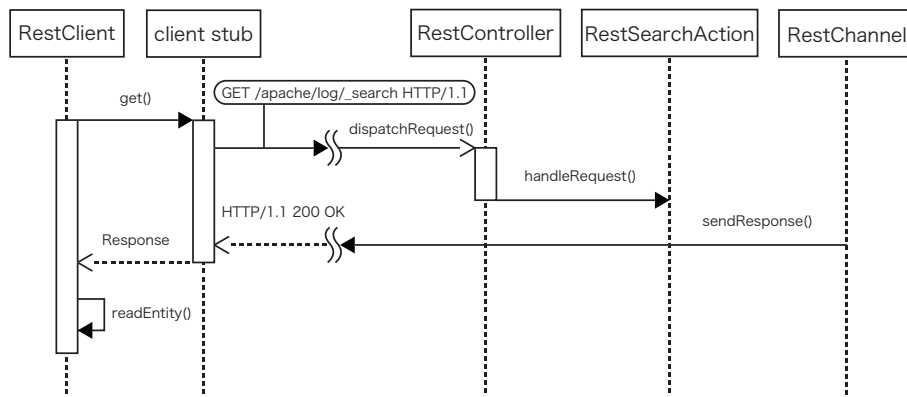 RestClient
client stub
RestController
RestSearchAction
RestChannel
GET /apache/log/_search HTTP/1.1
get()
dispatchRequest()
handleRequest()
HTTP/1.1 200 OK
sendResponse()
Response
readEntity()